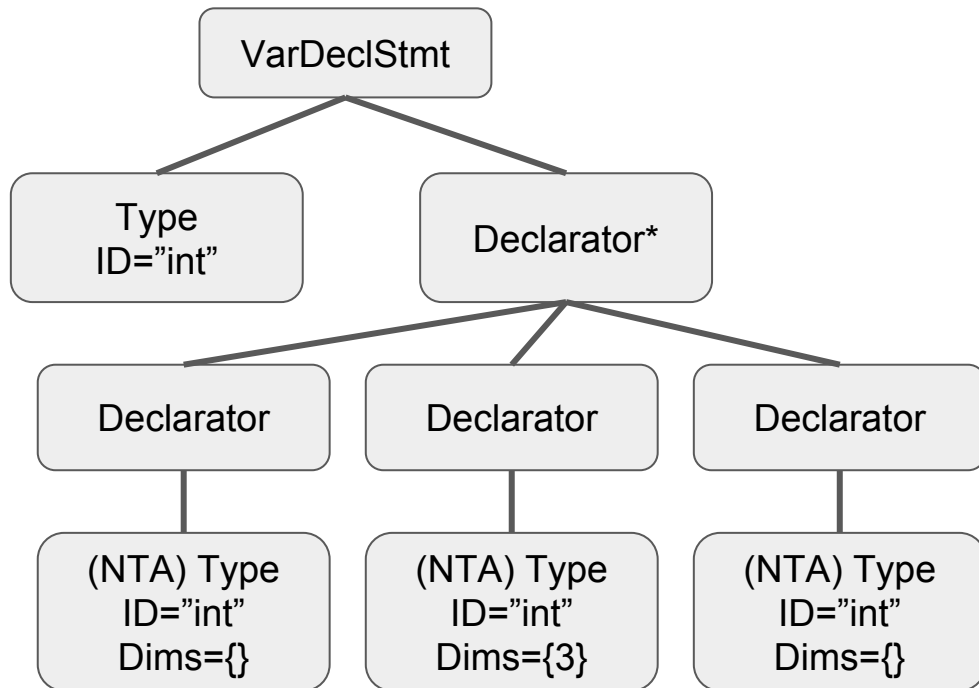 VarDeclStmt
Type
ID=”int”
Declarator*
Declarator
Declarator
Declarator
(NTA) Type
ID=”int”
Dims={}
(NTA) Type
ID=”int”
Dims={3}
(NTA) Type
ID=”int”
Dims={}